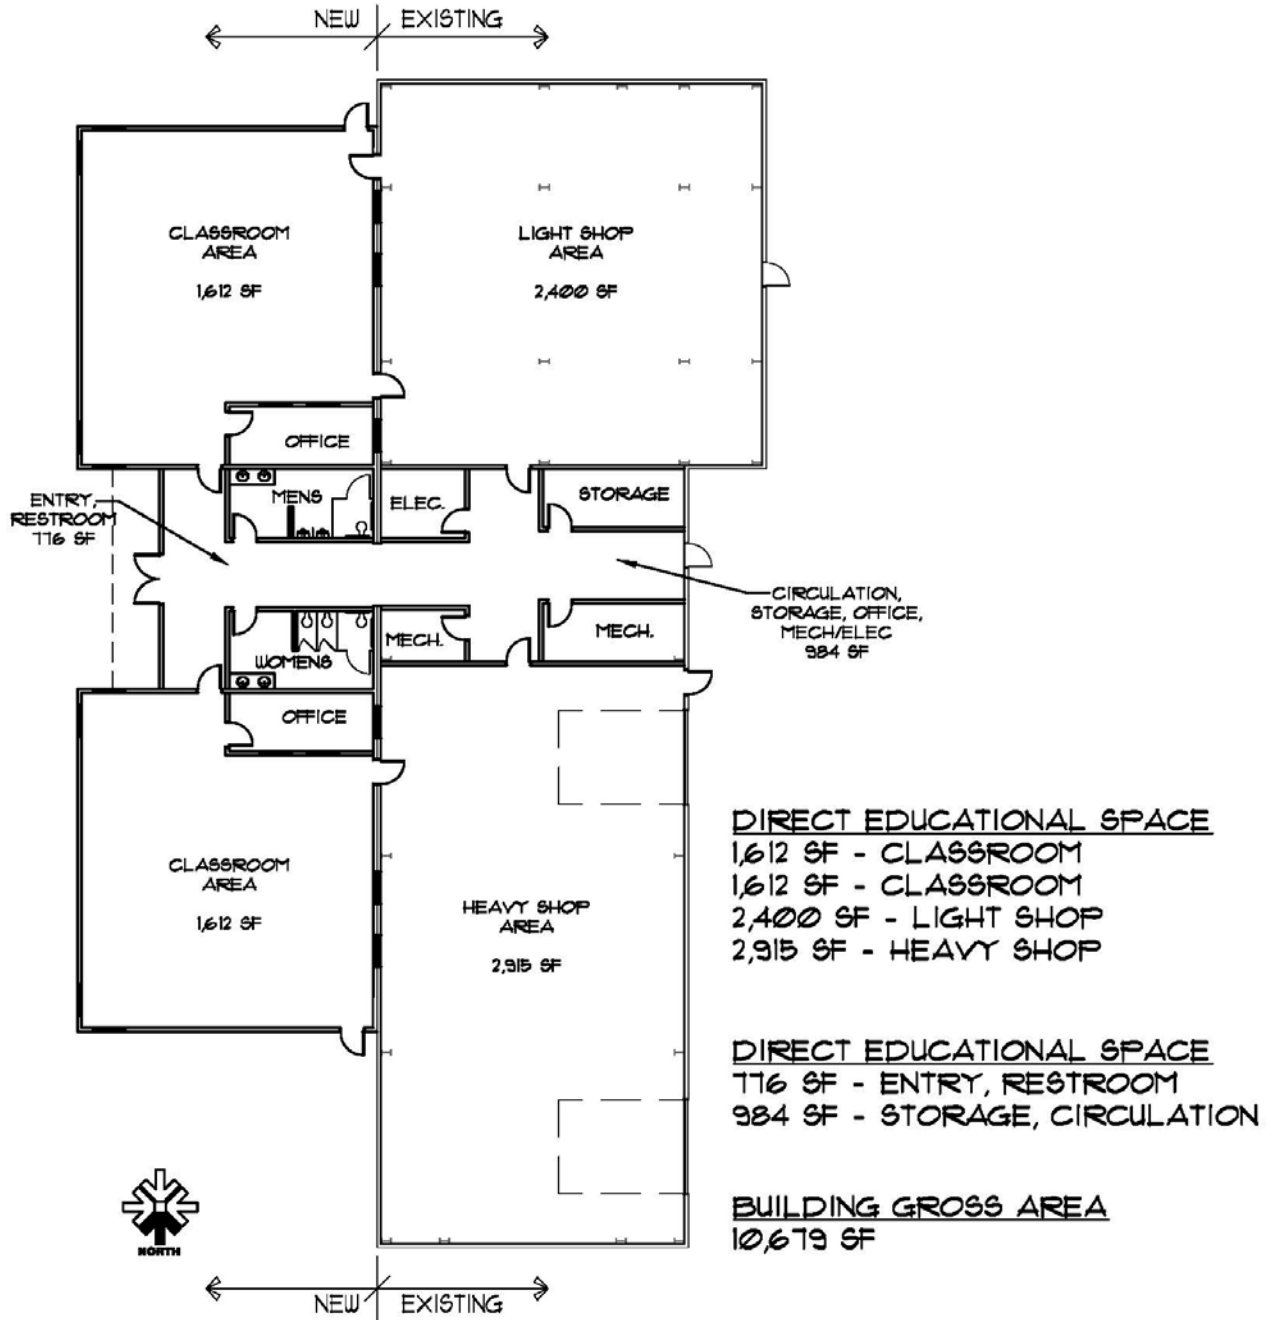 NEW EXISTING
CLASSROOM
AREA
1,612 SF
LIGHT SHOP
AREA
2,400 SF
OFFICE
MENS
ELEC.
STORAGE
ENTRY,
RESTROOM
776 SF
CIRCULATION,
STORAGE, OFFICE,
MECH/ELEC
984 SF
MECH.
MECH.
WOMENS
OFFICE
CLASSROOM
AREA
1,612 SF
HEAVY SHOP
AREA
2,915 SF
DIRECT EDUCATIONAL SPACE
1,612 SF - CLASSROOM
1,612 SF - CLASSROOM
2,400 SF - LIGHT SHOP
2,915 SF - HEAVY SHOP
DIRECT EDUCATIONAL SPACE
776 SF - ENTRY, RESTROOM
984 SF - STORAGE, CIRCULATION
BUILDING GROSS AREA
10,679 SF
NORTH
NEW EXISTING